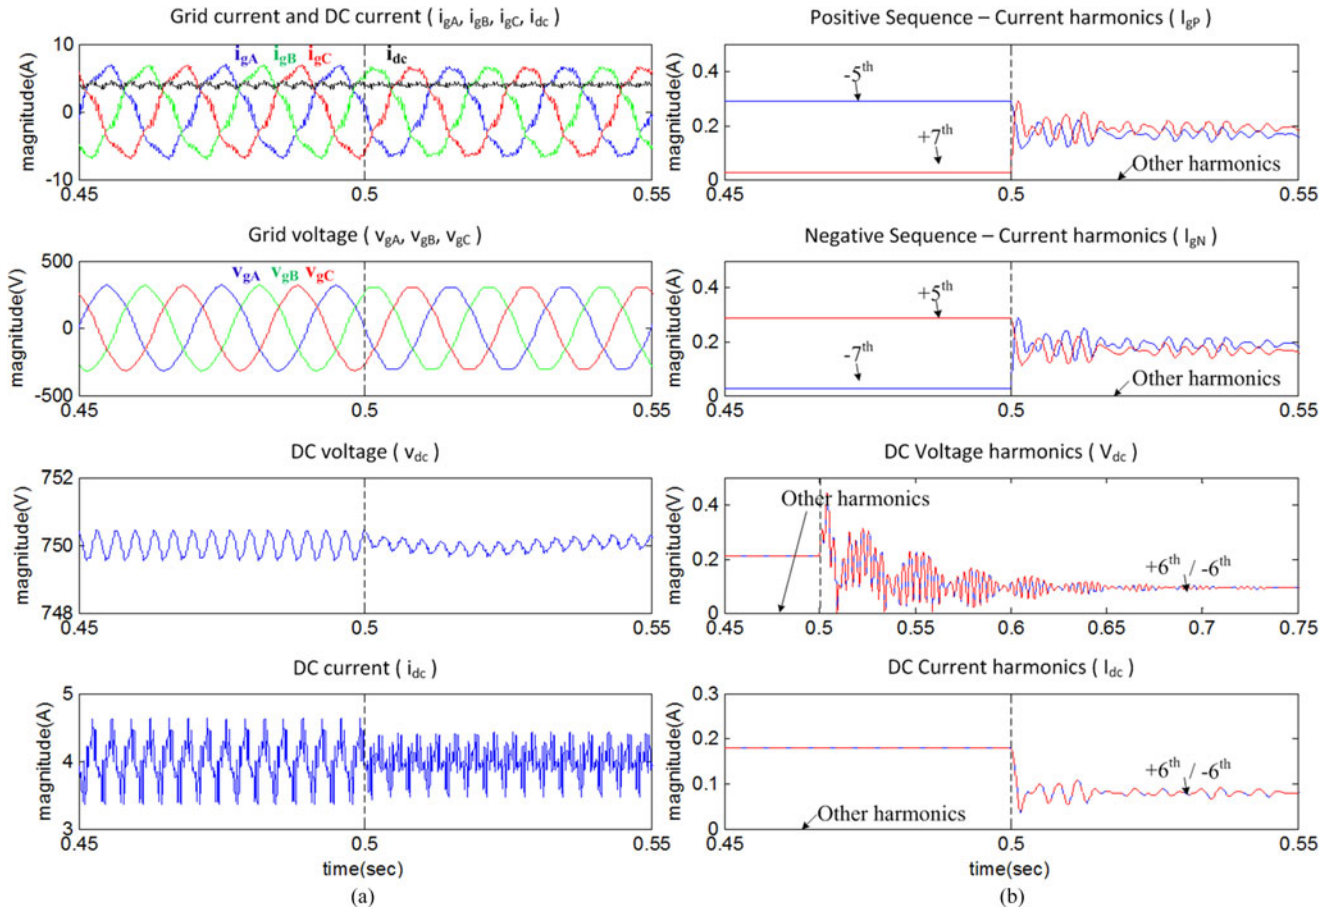 Grid current and DC current ( i_gA, i_gB, i_gC, i_dc )
magnitude(A)
10
0
-10
i_gA i_gB i_gC i_dc
0.45 0.5 0.55
Grid voltage ( v_gA, v_gB, v_gC )
magnitude(V)
500
0
-500
v_gA v_gB v_gC
0.45 0.5 0.55
DC voltage ( v_dc )
magnitude(V)
752
750
748
0.45 0.5 0.55
DC current ( i_dc )
magnitude(A)
5
4
3
0.45 0.5 0.55
time(sec)
(a)
Positive Sequence – Current harmonics ( I_gP )
magnitude(A)
0.4
0.2
0
-5th
+7th
Other harmonics
0.45 0.5 0.55
Negative Sequence – Current harmonics ( I_gN )
magnitude(A)
0.4
0.2
0
+5th
-7th
Other harmonics
0.45 0.5 0.55
DC Voltage harmonics ( V_dc )
magnitude(V)
0.4
0.2
0
Other harmonics
+6th / -6th
0.45 0.5 0.55 0.6 0.65 0.7 0.75
DC Current harmonics ( I_dc )
magnitude(A)
0.3
0.2
0.1
0
+6th / -6th
Other harmonics
0.45 0.5 0.55
time(sec)
(b)